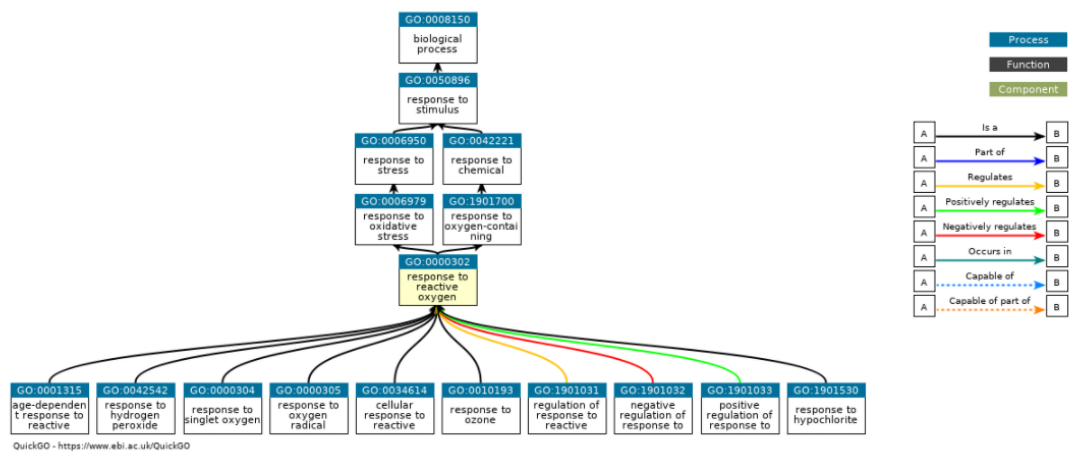 GO:0008150
biological
process
GO:0050896
response to
stimulus
GO:0006950
response to
stress
GO:0042221
response to
chemical
GO:0006979
response to
oxidative
stress
GO:1901700
response to
oxygen-contai
ning
GO:0000302
response to
reactive
oxygen
GO:0001315
age-dependen
t response to
reactive
GO:0042542
response to
hydrogen
peroxide
GO:0000304
response to
singlet oxygen
GO:0000305
response to
oxygen
radical
GO:0034614
cellular
response to
reactive
GO:0010193
response to
ozone
GO:1901031
regulation of
response to
reactive
GO:1901032
negative
regulation of
response to
GO:1901033
positive
regulation of
response to
GO:1901530
response to
hypochlorite
Process
Function
Component
A Is a B
A Part of B
A Regulates B
A Positively regulates B
A Negatively regulates B
A Occurs in B
A Capable of B
A Capable of part of B
QuickGO - https://www.ebi.ac.uk/QuickGO